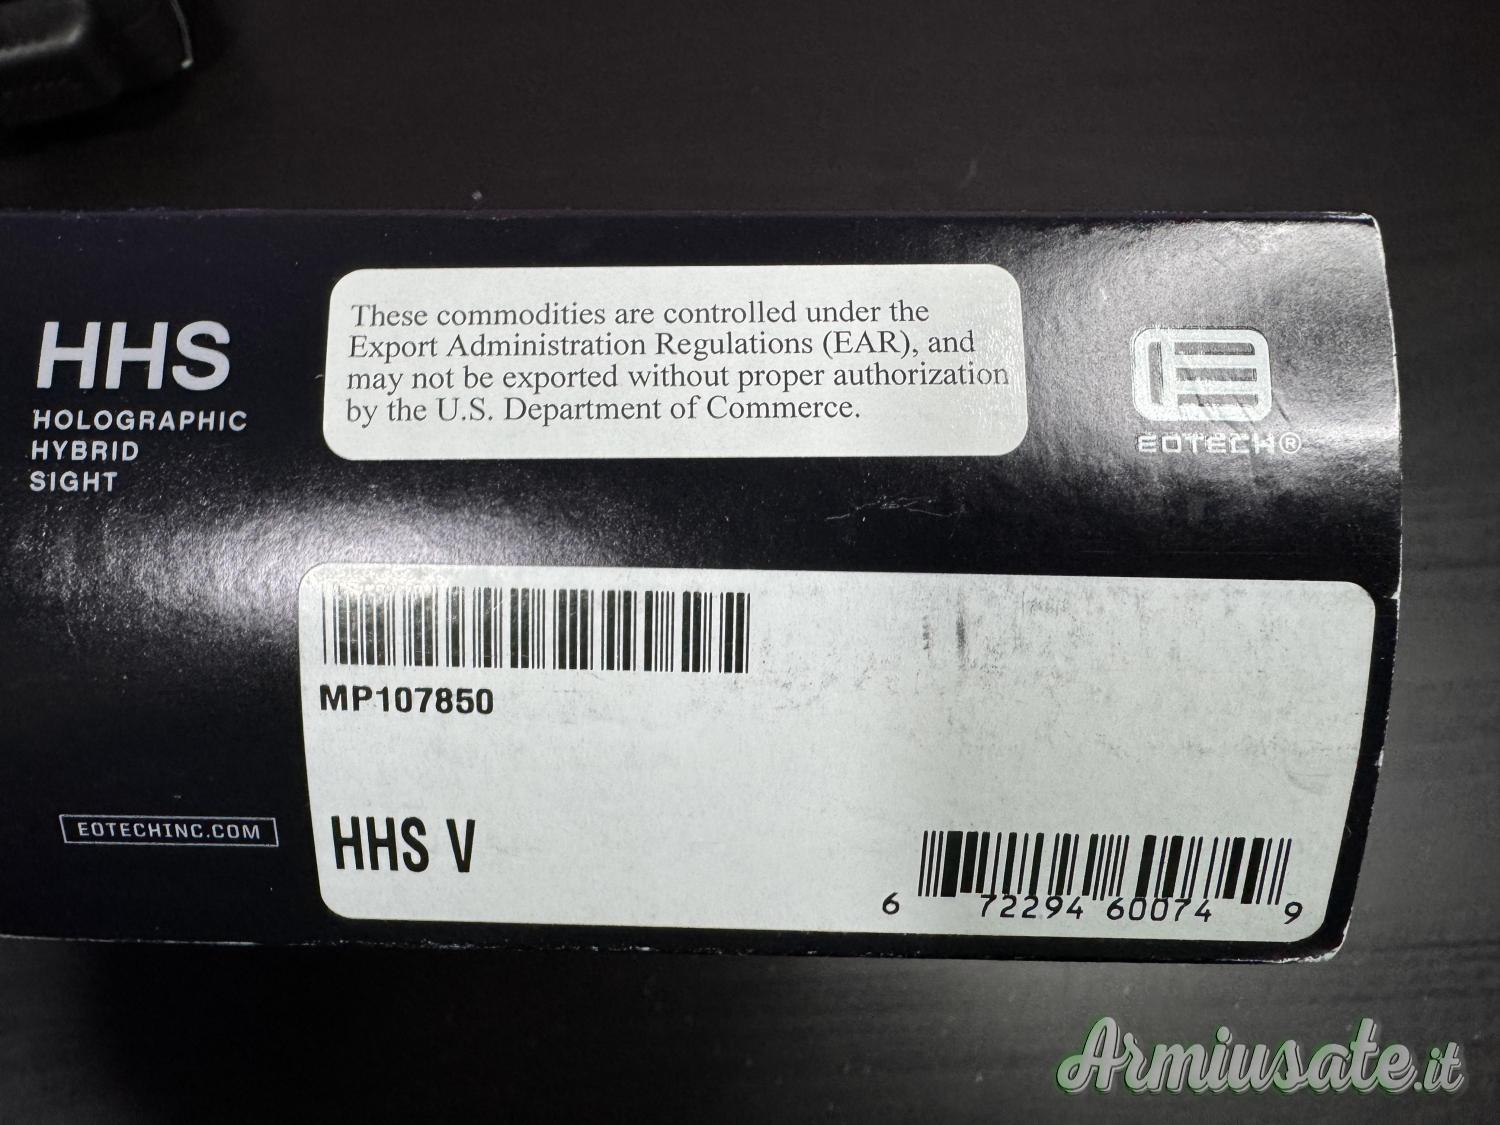 HHS
HOLOGRAPHIC
HYBRID
SIGHT
These commodities are controlled under the
Export Administration Regulations (EAR), and
may not be exported without proper authorization
by the U.S. Department of Commerce.
EOTECH®
MP107850
HHS V
EOTECHINC.COM
6 72294 60074 9
Armiusate.it